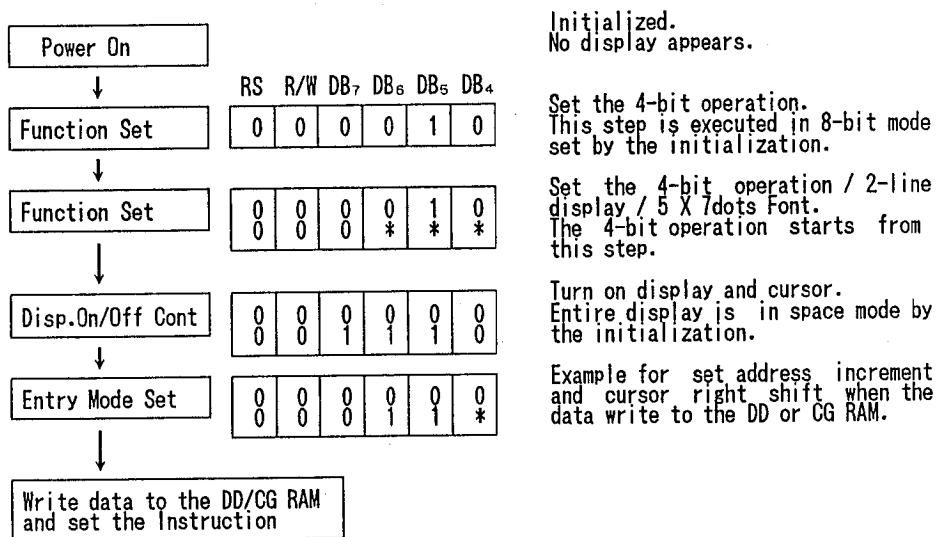 Power On
Initialized.
No display appears.
RS R/W DB₇ DB₆ DB₅ DB₄
Function Set
0 0 0 0 1 0
Set the 4-bit operation.
This step is executed in 8-bit mode
set by the initialization.
Function Set
0 0 0 0 1 0
0 0 0 * * *
Set the 4-bit operation / 2-line
display / 5 X 7dots Font.
The 4-bit operation starts from
this step.
Disp.On/Off Cont
0 0 0 0 0 0
0 0 1 1 1 0
Turn on display and cursor.
Entire display is in space mode by
the initialization.
Entry Mode Set
0 0 0 0 0 0
0 0 0 1 1 *
Example for set address increment
and cursor right shift when the
data write to the DD or CG RAM.
Write data to the DD/CG RAM
and set the Instruction